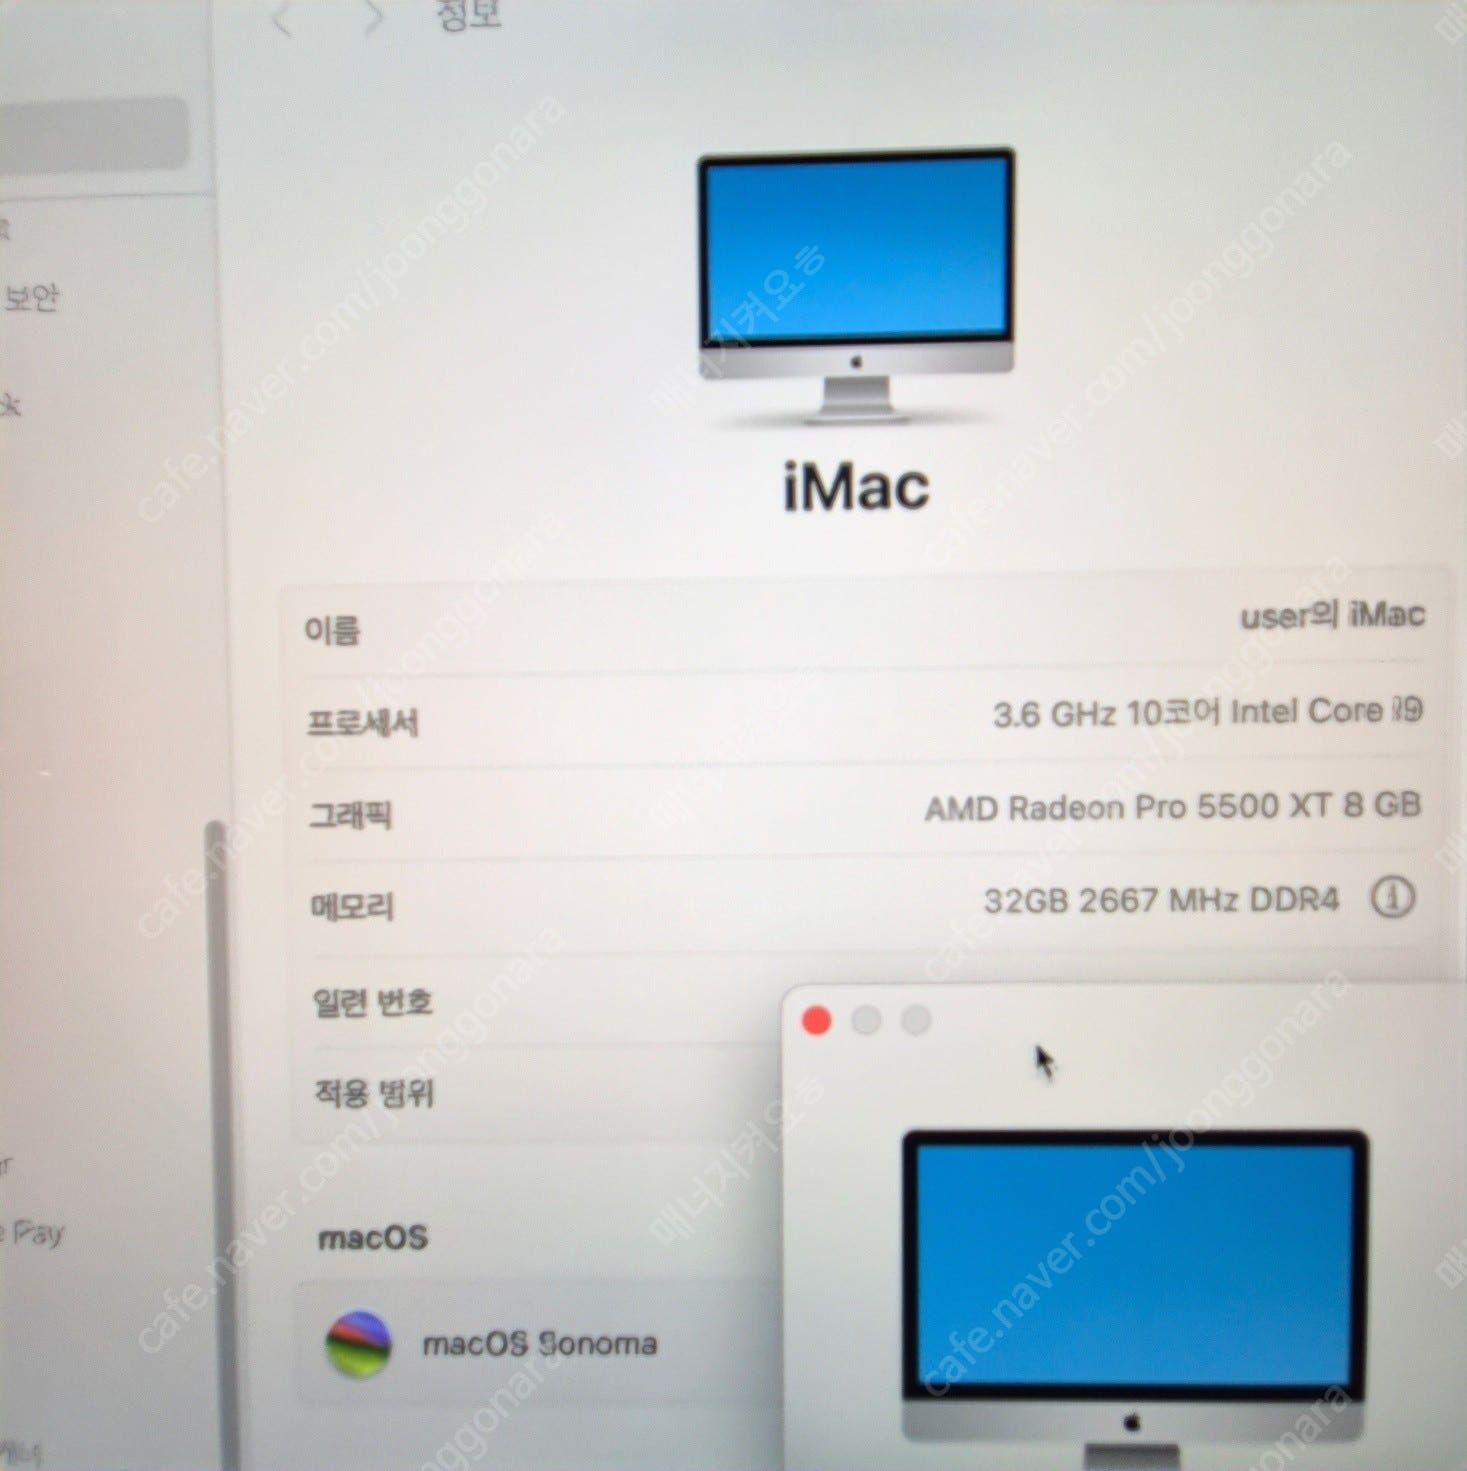 정보
보안
iMac
이름 user의 iMac
프로세서 3.6 GHz 10코어 Intel Core i9
그래픽 AMD Radeon Pro 5500 XT 8 GB
메모리 32GB 2667 MHz DDR4
일련 번호
적용 범위
Pay
macOS
macOS Sonoma
cafe.naver.com/joonggonara
매너지켜요ㅎ